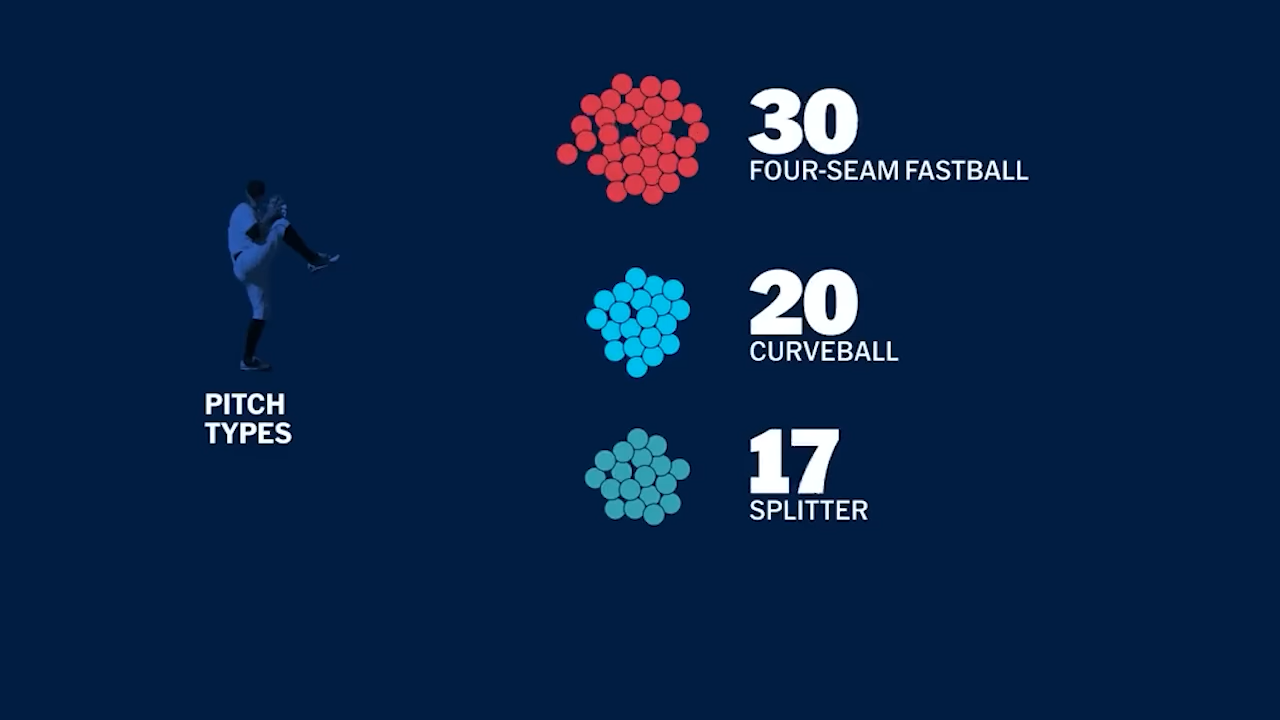 30
FOUR-SEAM FASTBALL
20
CURVEBALL
PITCH
TYPES
17
SPLITTER